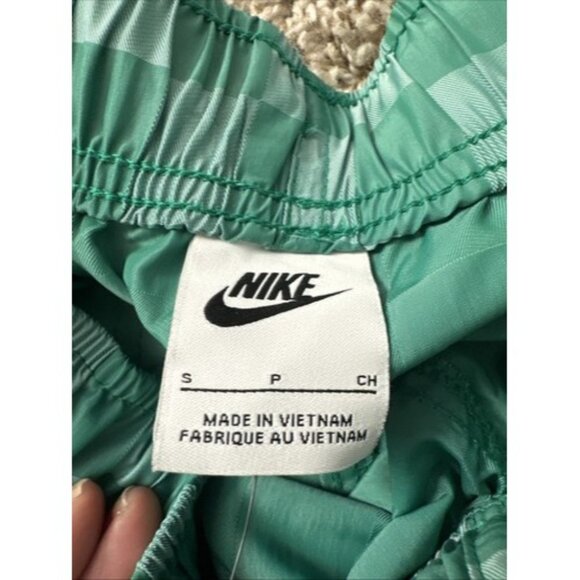 NIKE
S P CH
MADE IN VIETNAM
FABRIQUE AU VIETNAM